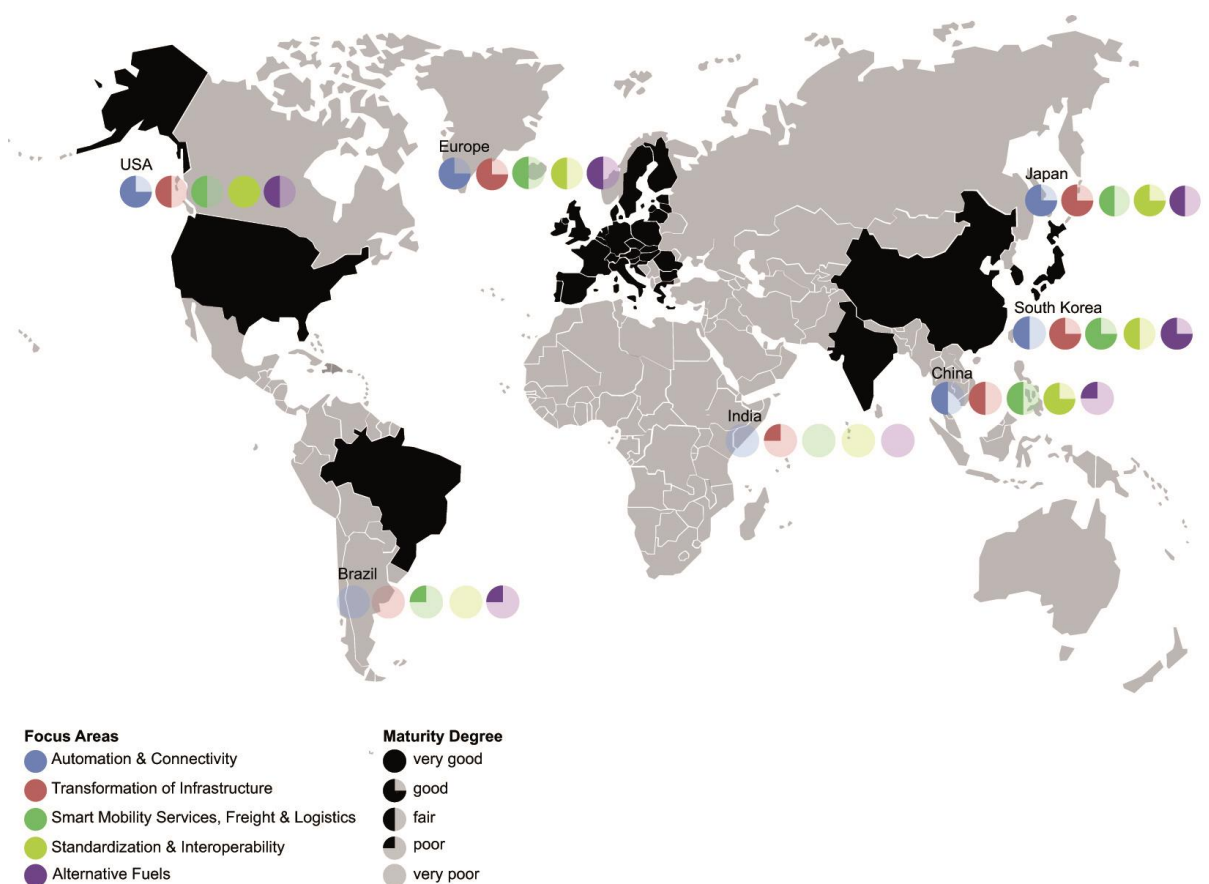 USA
Europe
Japan
South Korea
China
India
Brazil
Focus Areas
Automation & Connectivity
Transformation of Infrastructure
Smart Mobility Services, Freight & Logistics
Standardization & Interoperability
Alternative Fuels
Maturity Degree
very good
good
fair
poor
very poor